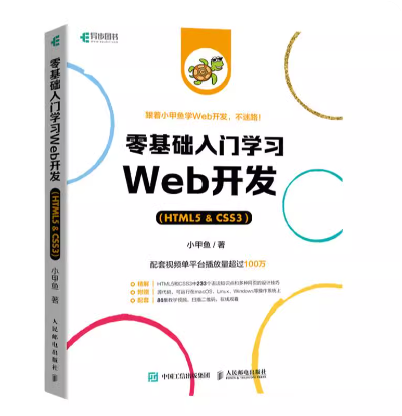 异步图书
零基础入门学习Web开发
(HTML5 & CSS3)
小甲鱼 著
人民邮电出版社
异步图书
跟着小甲鱼学Web开发，不迷路！
零基础入门学习
Web开发
(HTML5 & CSS3)
小甲鱼/著
配套视频单平台播放量超过100万
中国工信出版集团
人民邮电出版社